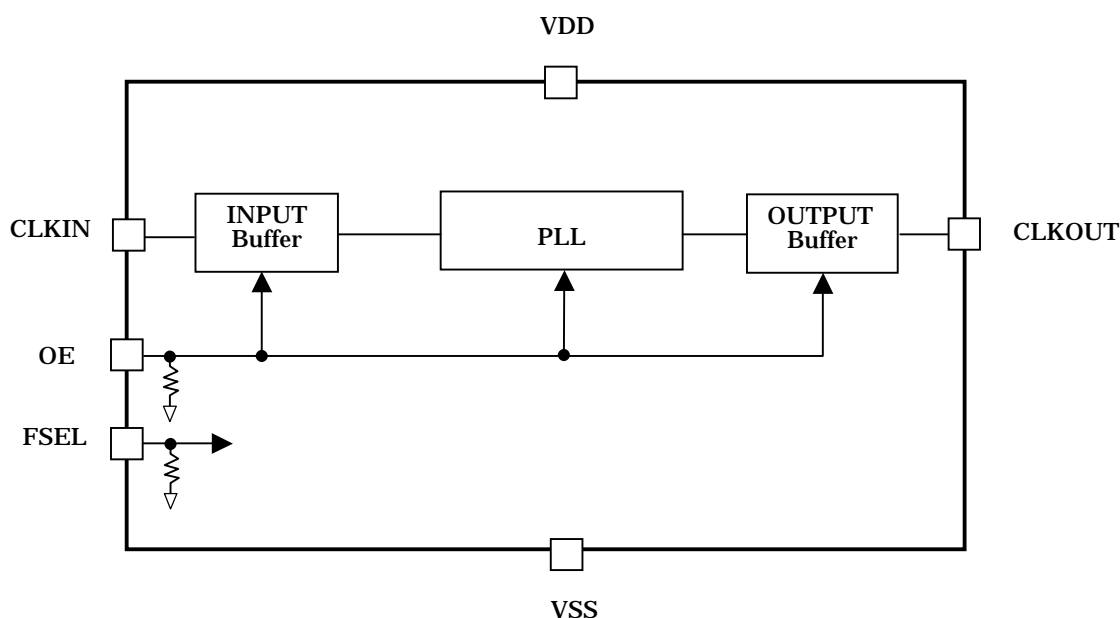 VDD
CLKIN
INPUT
Buffer
PLL
OUTPUT
Buffer
CLKOUT
OE
FSEL
VSS